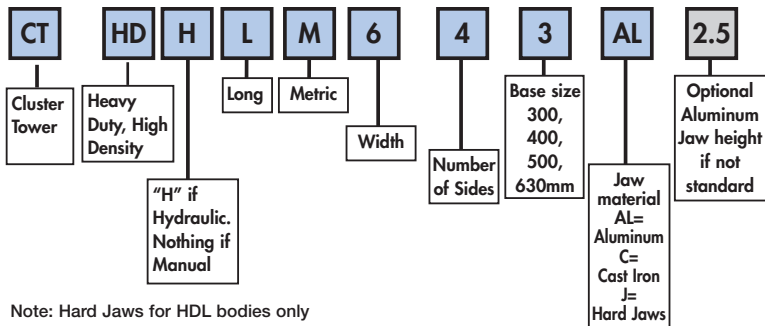 CT HD H L M 6 4 3 AL 2.5
Cluster
Tower
Heavy
Duty, High
Density
"H" if
Hydraulic.
Nothing if
Manual
Long
Metric
Width
Number
of Sides
Base size
300,
400,
500,
630mm
Jaw
material
AL=
Aluminum
C=
Cast Iron
J=
Hard Jaws
Optional
Aluminum
Jaw height
if not
standard
Note: Hard Jaws for HDL bodies only